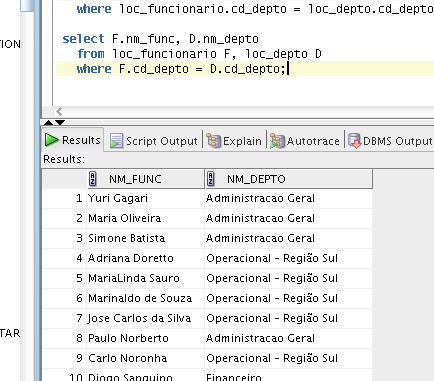 where loc_funcionario.cd_depto = loc_depto.cd_depto
select F.nm_func, D.nm_depto
from loc_funcionario F, loc_depto D
where F.cd_depto = D.cd_depto;
TION
Results Script Output Explain Autotrace DBMS Output
Results:
NM_FUNC NM_DEPTO
1 Yuri Gagari Administracao Geral
2 Maria Oliveira Administracao Geral
3 Simone Batista Administracao Geral
4 Adriana Doretto Operacional - Região Sul
5 MariaLinda Sauro Operacional - Região Sul
6 Marinaldo de Souza Operacional - Região Sul
7 Jose Carlos da Silva Operacional - Região Sul
TAR
8 Paulo Norberto Administracao Geral
9 Carlo Noronha Operacional - Região Sul
10 Diogo Sanquino Financeiro